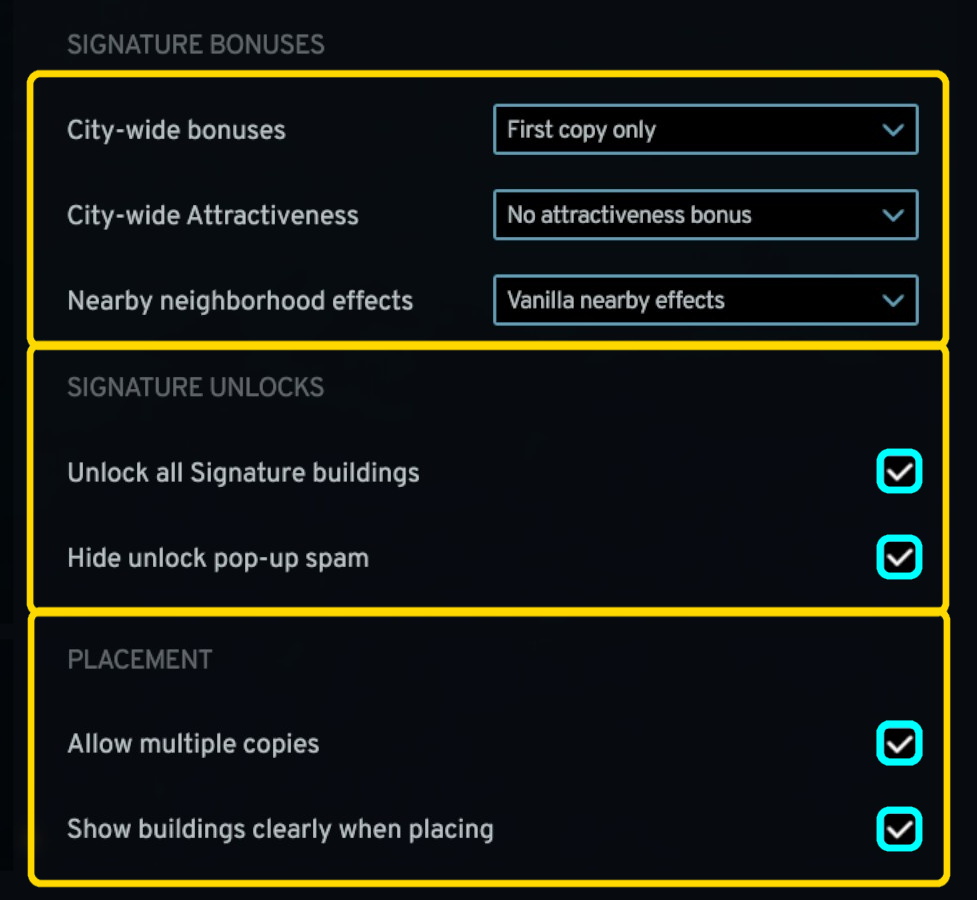 SIGNATURE BONUSES
City-wide bonuses
First copy only
City-wide Attractiveness
No attractiveness bonus
Nearby neighborhood effects
Vanilla nearby effects
SIGNATURE UNLOCKS
Unlock all Signature buildings
Hide unlock pop-up spam
PLACEMENT
Allow multiple copies
Show buildings clearly when placing